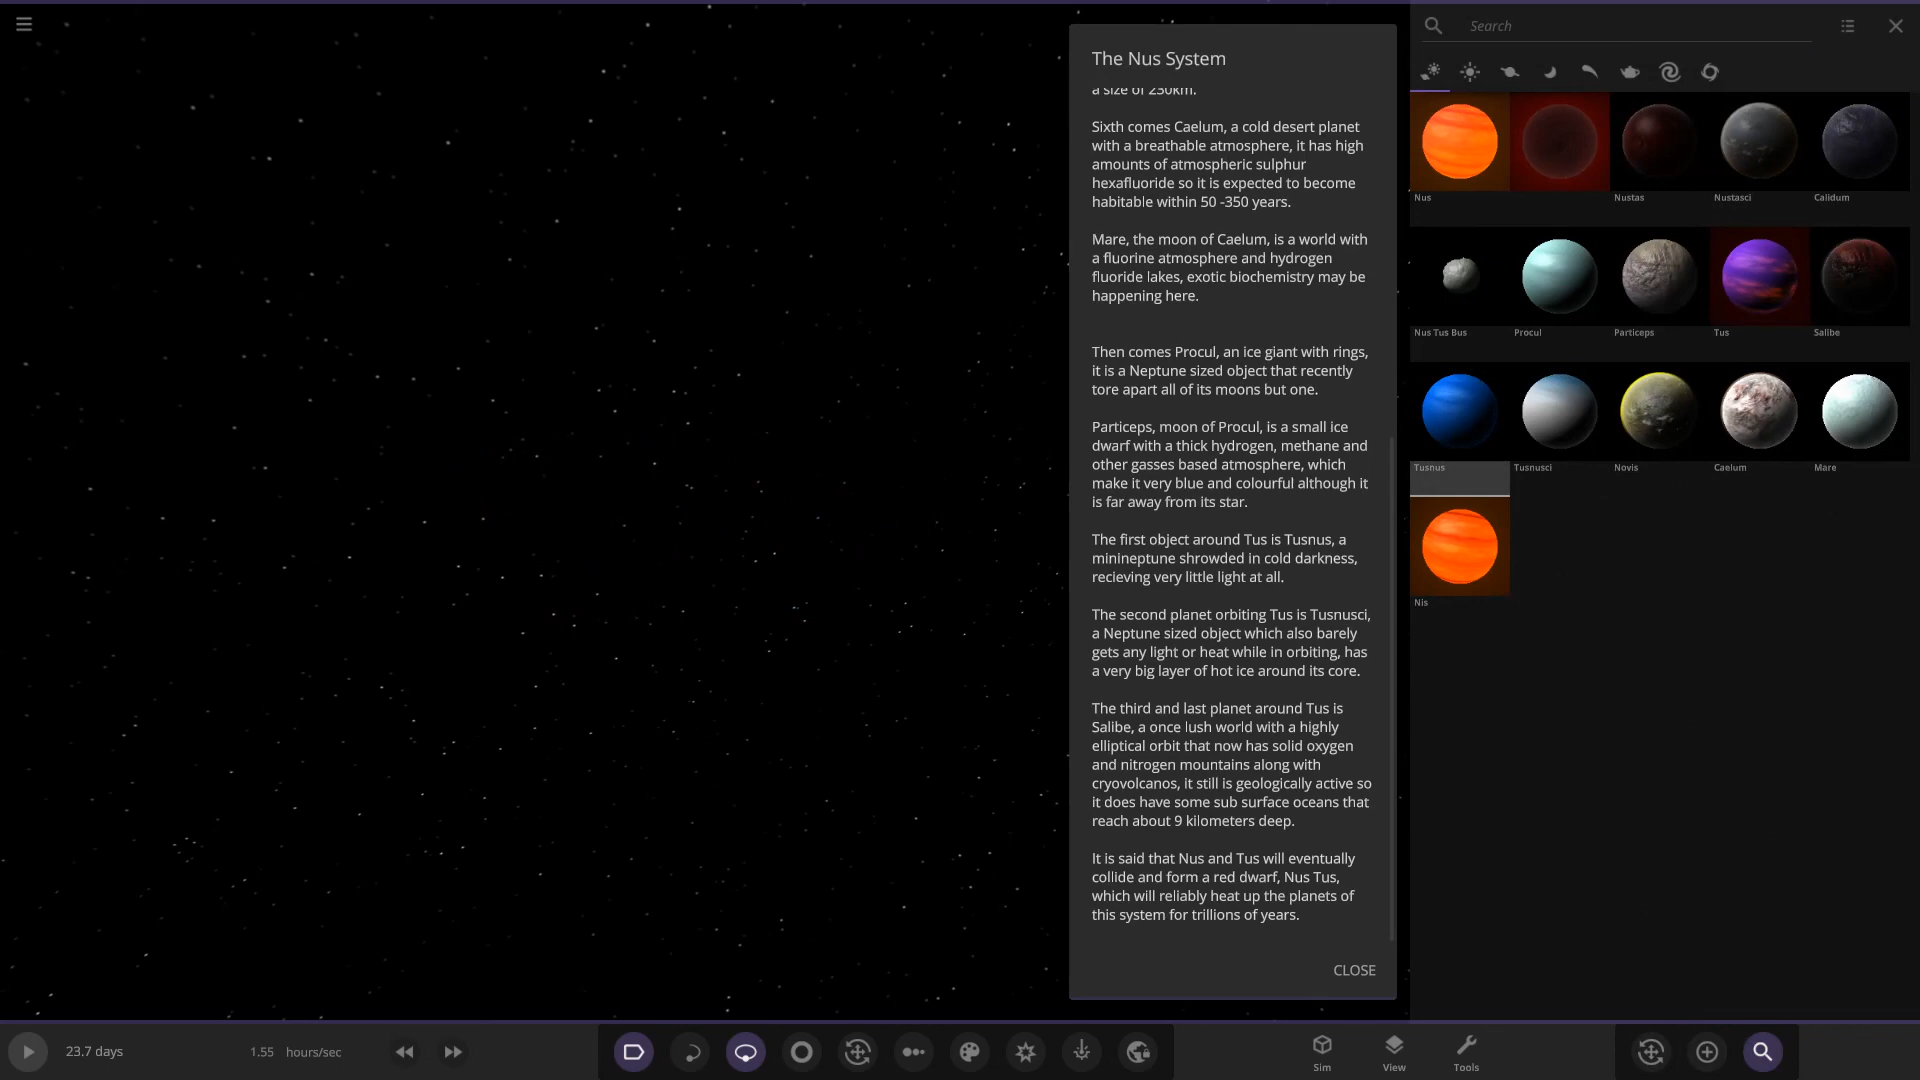 The Nus System
a size of 230km.
Sixth comes Caelum, a cold desert planet
with a breathable atmosphere, it has high
amounts of atmospheric sulphur
hexafluoride so it is expected to become
habitable within 50 -350 years.
Mare, the moon of Caelum, is a world with
a fluorine atmosphere and hydrogen
fluoride lakes, exotic biochemistry may be
happening here.
Then comes Procul, an ice giant with rings,
it is a Neptune sized object that recently
tore apart all of its moons but one.
Particeps, moon of Procul, is a small ice
dwarf with a thick hydrogen, methane and
other gasses based atmosphere, which
make it very blue and colourful although it
is far away from its star.
The first object around Tus is Tusnus, a
minineptune shrowded in cold darkness,
recieving very little light at all.
The second planet orbiting Tus is Tusnusci,
a Neptune sized object which also barely
gets any light or heat while in orbiting, has
a very big layer of hot ice around its core.
The third and last planet around Tus is
Salibe, a once lush world with a highly
elliptical orbit that now has solid oxygen
and nitrogen mountains along with
cryovolcanos, it still is geologically active so
it does have some sub surface oceans that
reach about 9 kilometers deep.
It is said that Nus and Tus will eventually
collide and form a red dwarf, Nus Tus,
which will reliably heat up the planets of
this system for trillions of years.
CLOSE
Search
Nus
Nustas
Nustasci
Calidum
Nus Tus Bus
Procul
Particeps
Tus
Salibe
Tusnus
Tusnusci
Novis
Caelum
Mare
Nis
23.7 days
1.55 hours/sec
Sim
View
Tools